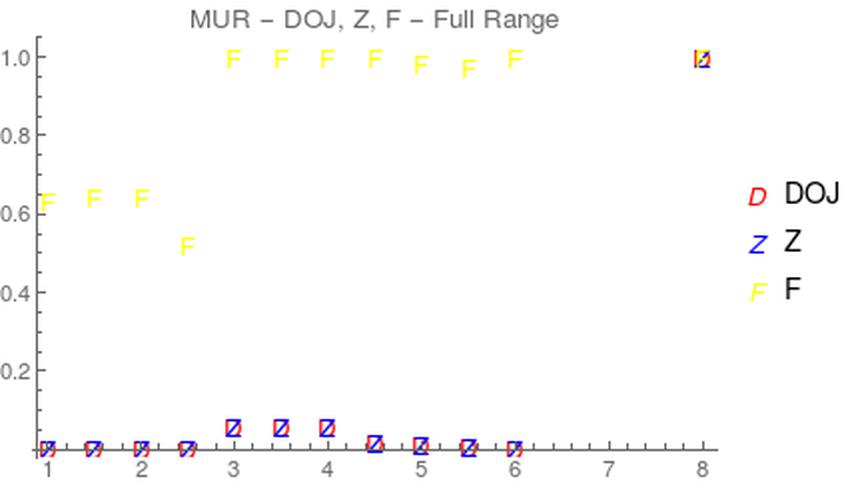 MUR – DOJ, Z, F – Full Range
1.0
0.8
0.6
0.4
0.2
1 2 3 4 5 6 7 8
F F F F F F F
F F F
F
D DOJ
Z Z
F F